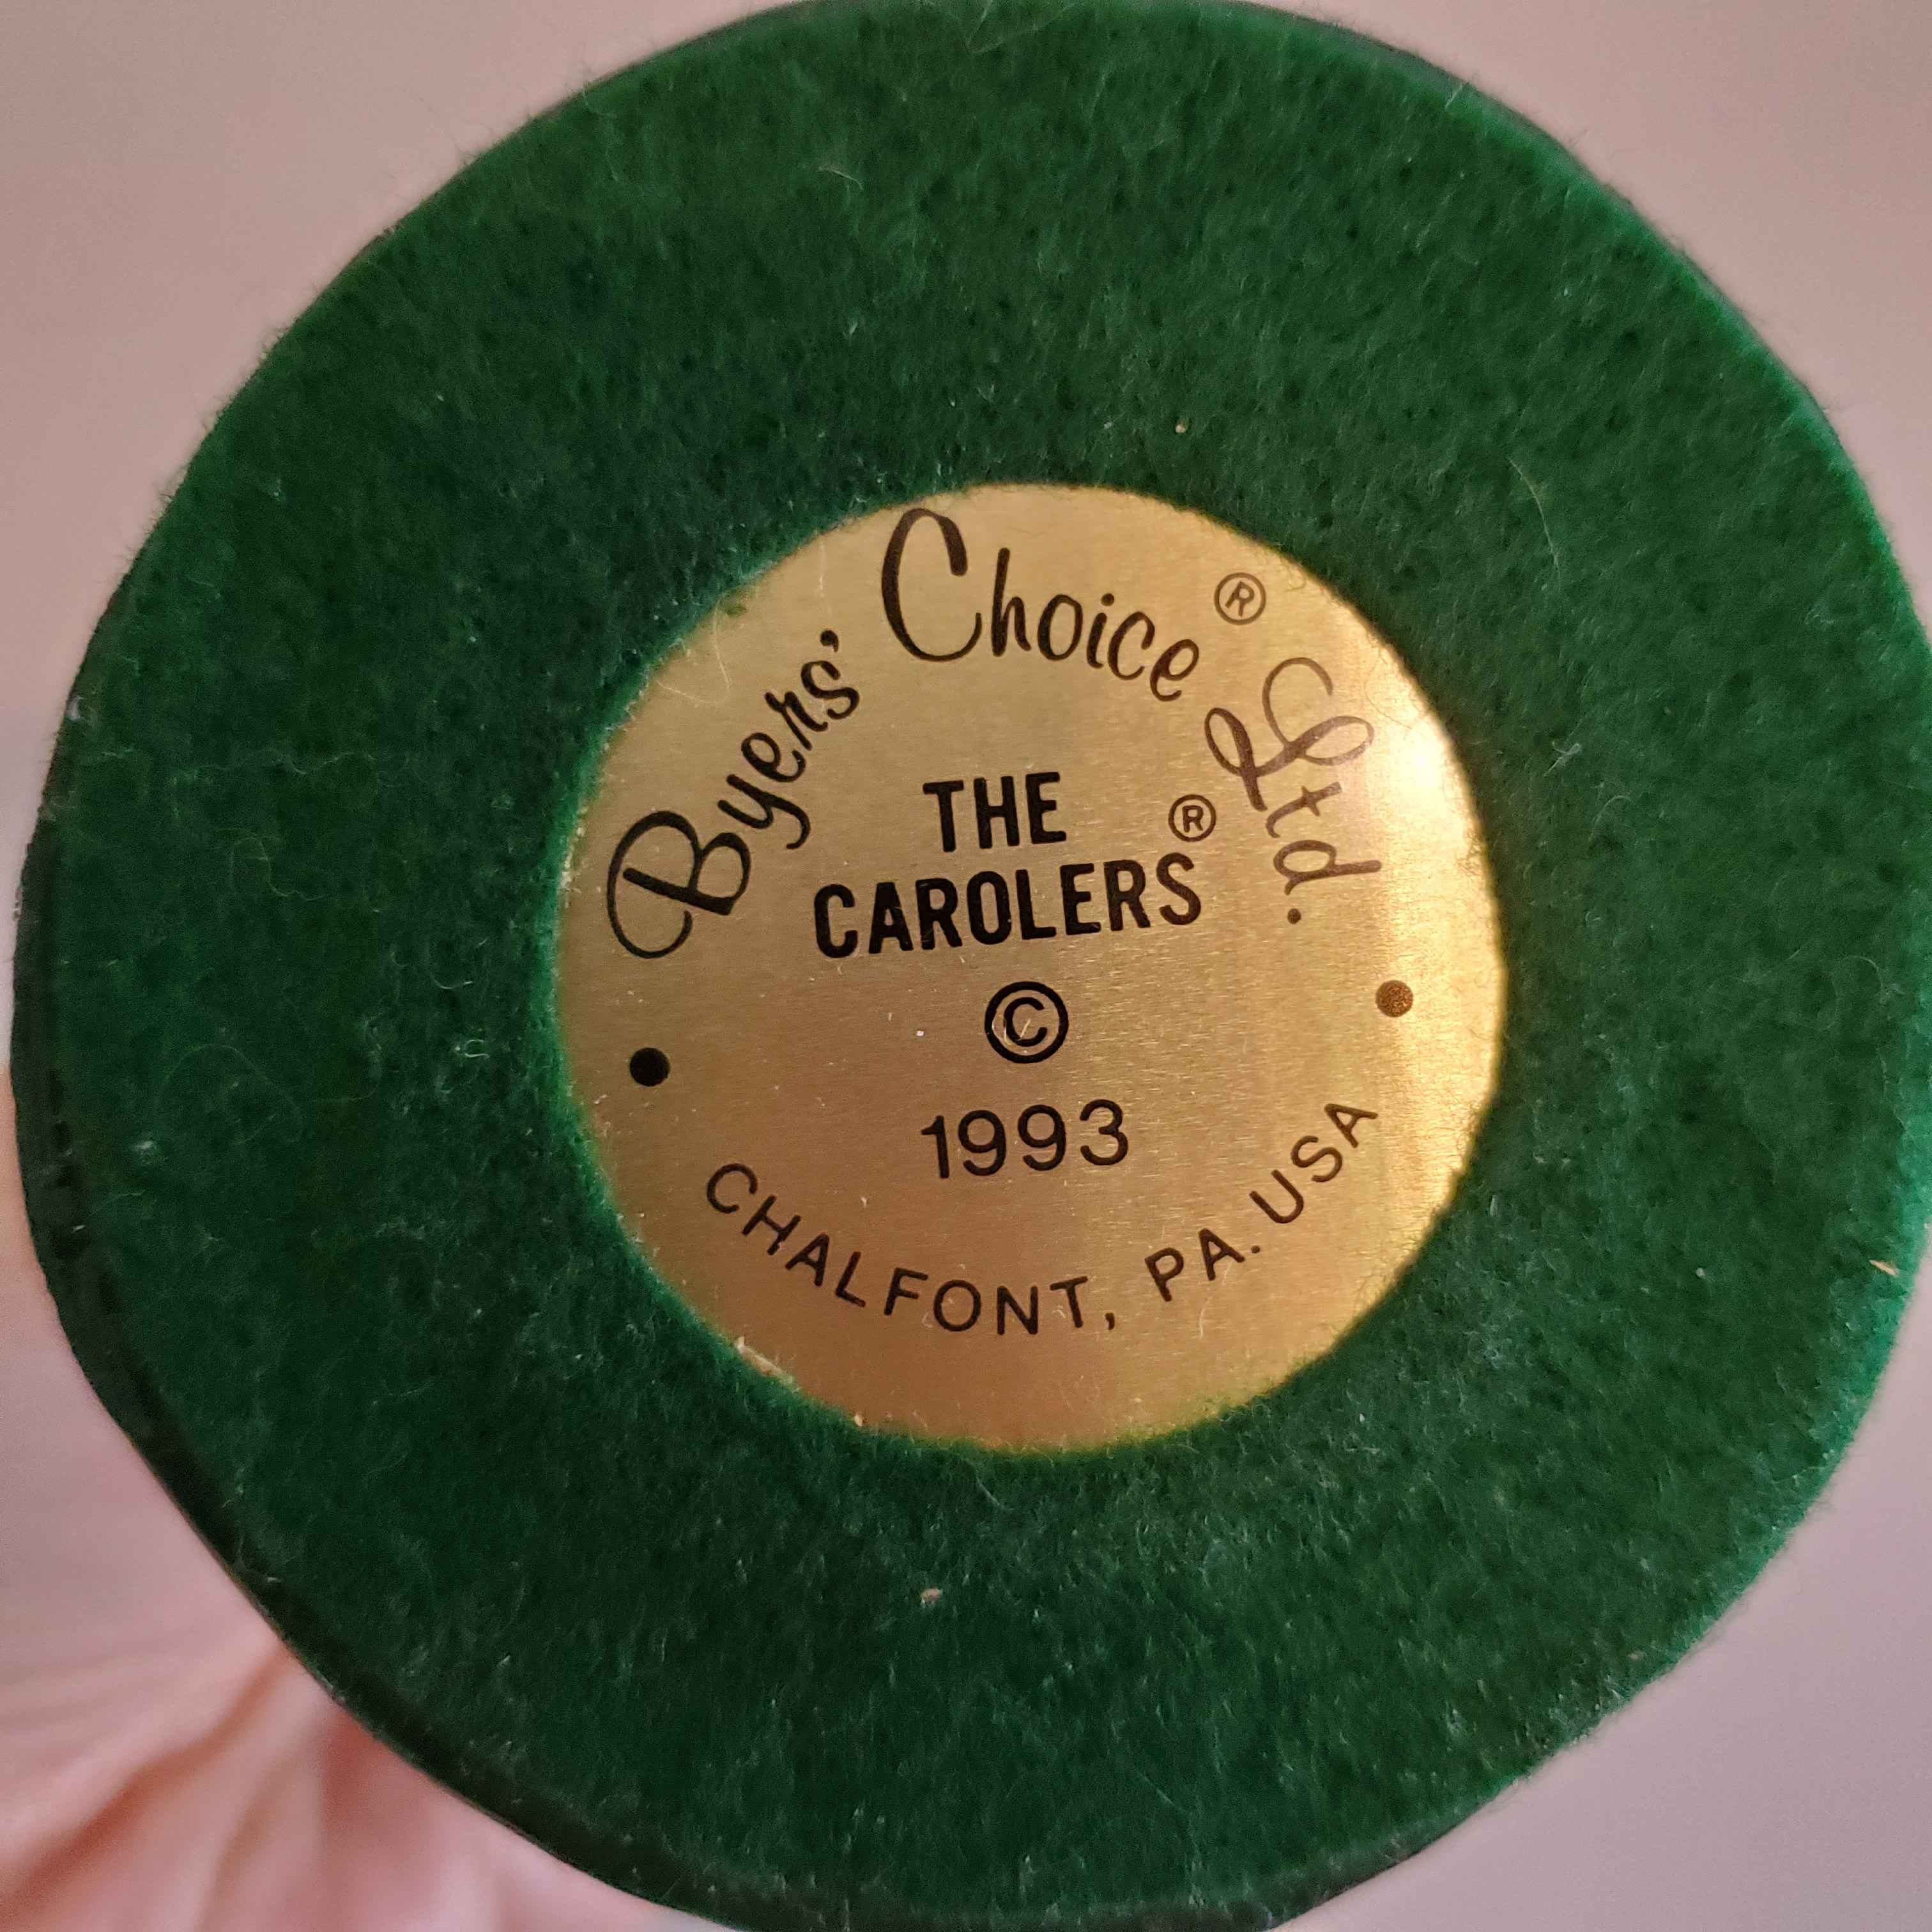 Byers' Choice® Ltd.
THE
CAROLERS®
©
1993
CHALFONT, PA. USA